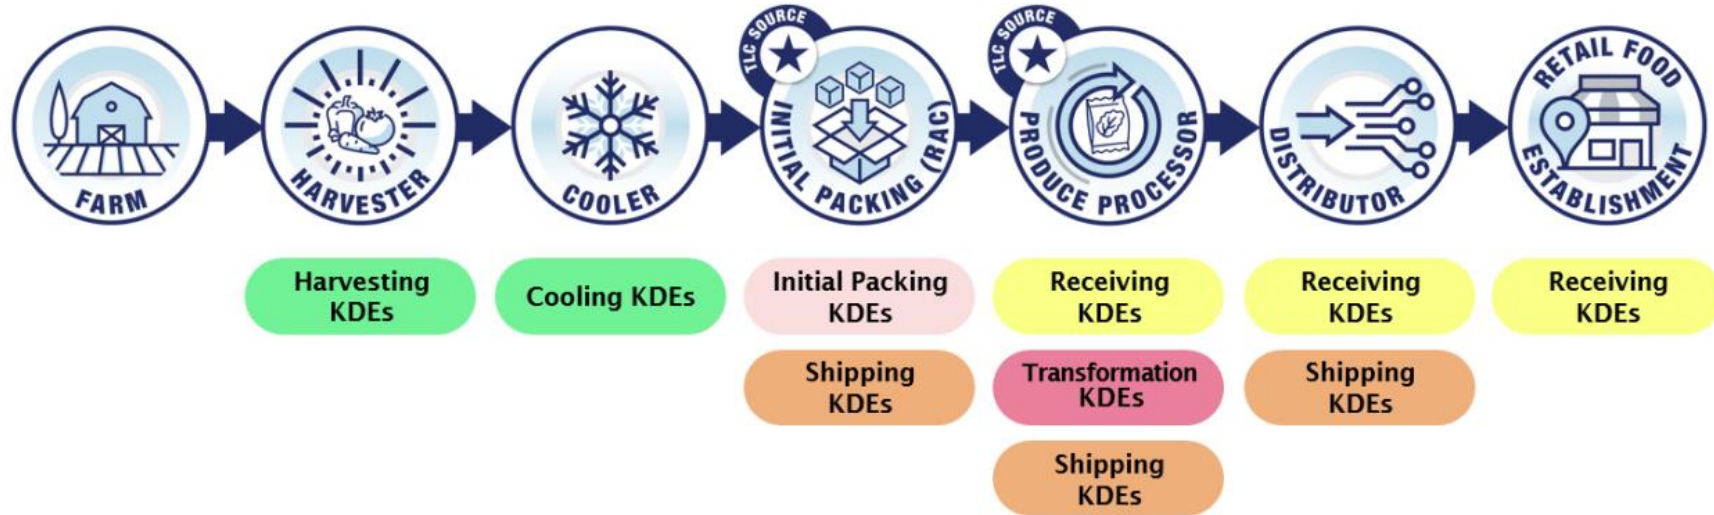 FARM
HARVESTER
COOLER
TLC SOURCE
INITIAL PACKING (RAC)
TLC SOURCE
PRODUCE PROCESSOR
DISTRIBUTOR
RETAIL FOOD
ESTABLISHMENT
Harvesting
KDEs
Cooling KDEs
Initial Packing
KDEs
Shipping
KDEs
Receiving
KDEs
Transformation
KDEs
Shipping
KDEs
Receiving
KDEs
Shipping
KDEs
Receiving
KDEs